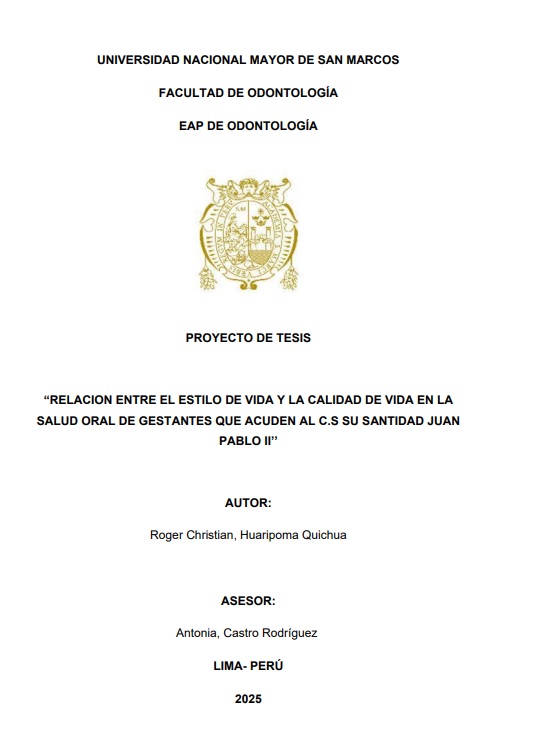 UNIVERSIDAD NACIONAL MAYOR DE SAN MARCOS
FACULTAD DE ODONTOLOGÍA
EAP DE ODONTOLOGÍA
PROYECTO DE TESIS
“RELACION ENTRE EL ESTILO DE VIDA Y LA CALIDAD DE VIDA EN LA
SALUD ORAL DE GESTANTES QUE ACUDEN AL C.S SU SANTIDAD JUAN
PABLO II’’
AUTOR:
Roger Christian, Huaripoma Quichua
ASESOR:
Antonia, Castro Rodríguez
LIMA- PERÚ
2025